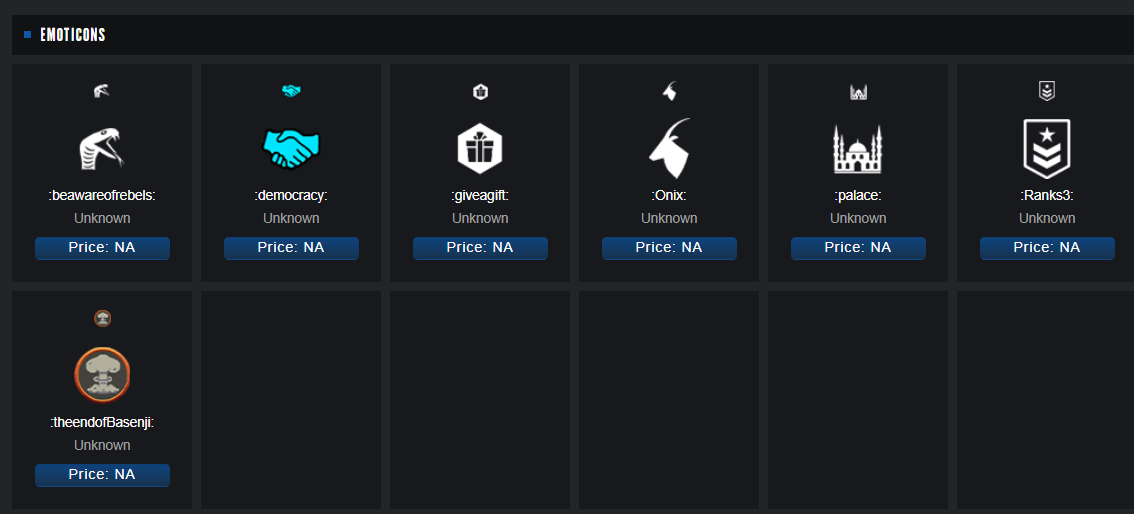 EMOTICONS
:beawareofrebels: :democracy: :giveagift: :Onix: :palace: :Ranks3:
Unknown Unknown Unknown Unknown Unknown Unknown
Price: NA Price: NA Price: NA Price: NA Price: NA Price: NA
:theendofBasenji:
Unknown
Price: NA